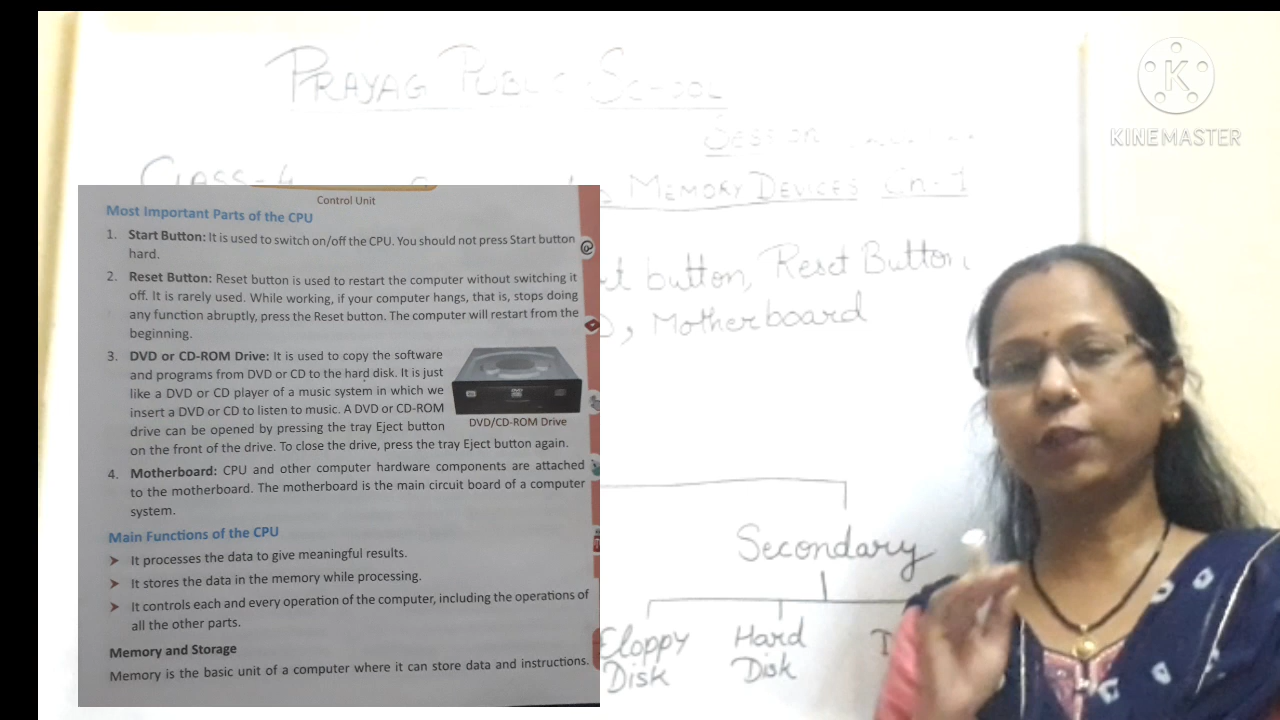 PRAYAG PUBLIC SCHOOL
SESSION
CLASS-4
MEMORY DEVICES Ch-1
button, Reset Button,
Motherboard
Secondary
Floppy Disk
Hard Disk
KINEMASTER
Control Unit
Most Important Parts of the CPU
1. Start Button: It is used to switch on/off the CPU. You should not press Start button
hard.
2. Reset Button: Reset button is used to restart the computer without switching it
off. It is rarely used. While working, if your computer hangs, that is, stops doing
any function abruptly, press the Reset button. The computer will restart from the
beginning.
3. DVD or CD-ROM Drive: It is used to copy the software
and programs from DVD or CD to the hard disk. It is just
like a DVD or CD player of a music system in which we
insert a DVD or CD to listen to music. A DVD or CD-ROM
drive can be opened by pressing the tray Eject button
on the front of the drive. To close the drive, press the tray Eject button again.
DVD/CD-ROM Drive
4. Motherboard: CPU and other computer hardware components are attached
to the motherboard. The motherboard is the main circuit board of a computer
system.
Main Functions of the CPU
➤ It processes the data to give meaningful results.
➤ It stores the data in the memory while processing.
➤ It controls each and every operation of the computer, including the operations of
all the other parts.
Memory and Storage
Memory is the basic unit of a computer where it can store data and instructions.